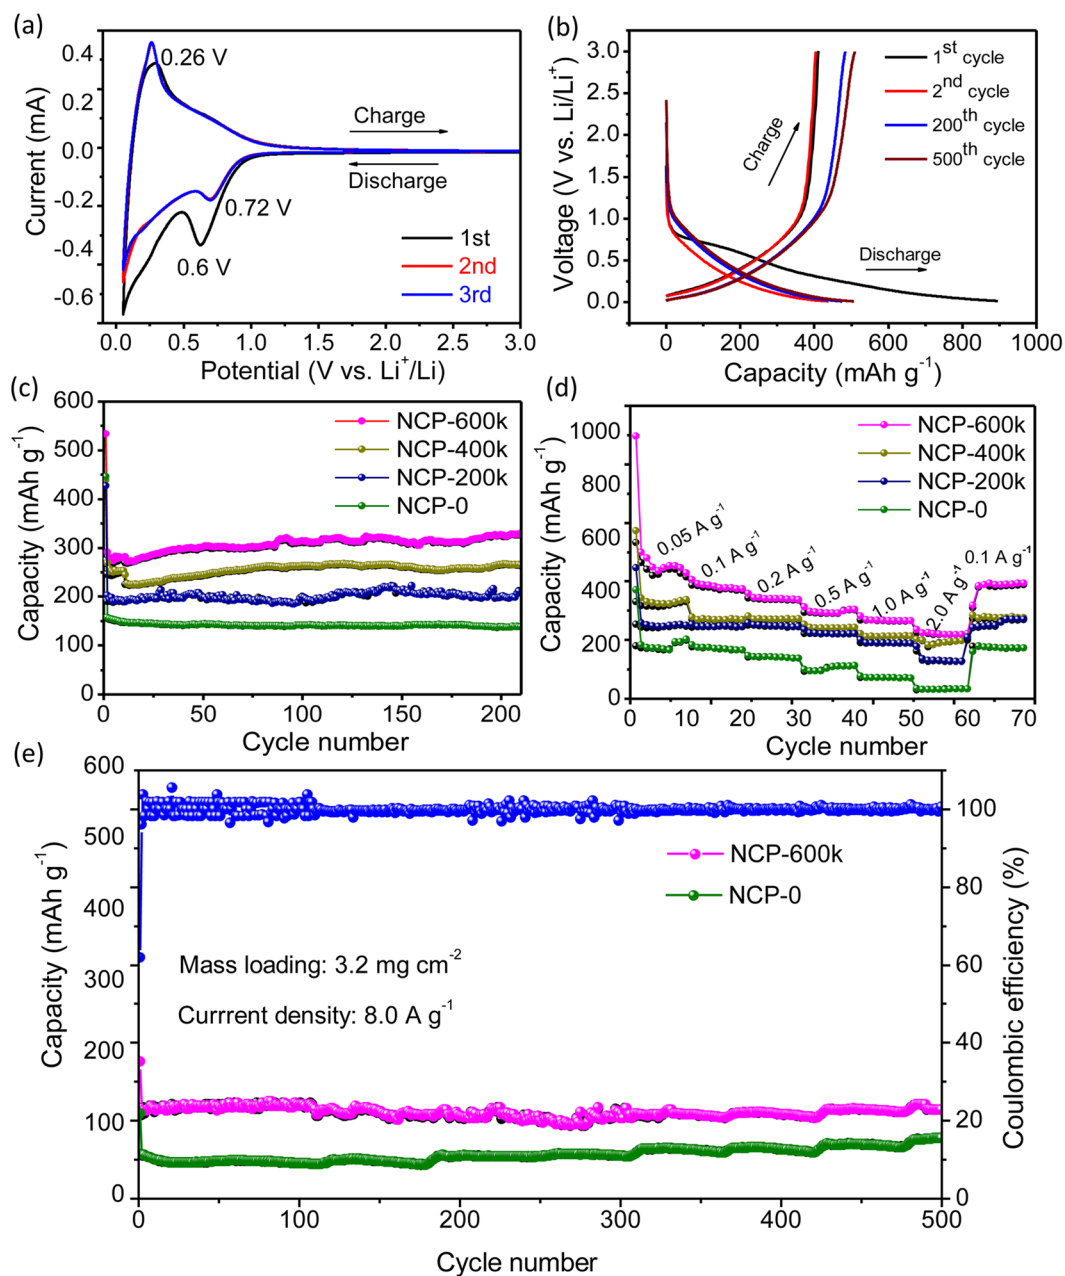 (a)
0.4
0.2
0.0
-0.2
-0.4
-0.6
Current (mA)
0.26 V
Charge
Discharge
0.72 V
0.6 V
1st
2nd
3rd
0.0 0.5 1.0 1.5 2.0 2.5 3.0
Potential (V vs. Li⁺/Li)
(b)
3.0
2.5
2.0
1.5
1.0
0.5
0.0
Voltage (V vs. Li/Li⁺)
1ˢᵗ cycle
2ⁿᵈ cycle
200ᵗʰ cycle
500ᵗʰ cycle
Charge
Discharge
0 200 400 600 800 1000
Capacity (mAh g⁻¹)
(c)
600
500
400
300
200
100
0
Capacity (mAh g⁻¹)
NCP-600k
NCP-400k
NCP-200k
NCP-0
0 50 100 150 200
Cycle number
(d)
1000
800
600
400
200
0
Capacity (mAh g⁻¹)
NCP-600k
NCP-400k
NCP-200k
NCP-0
0.05 A g⁻¹
0.1 A g⁻¹
0.2 A g⁻¹
0.5 A g⁻¹
1.0 A g⁻¹
2.0 A g⁻¹
0.1 A g⁻¹
0 10 20 30 40 50 60 70
Cycle number
(e)
600
500
400
300
200
100
0
Capacity (mAh g⁻¹)
NCP-600k
NCP-0
Mass loading: 3.2 mg cm⁻²
Currrent density: 8.0 A g⁻¹
100
80
60
40
20
0
Coulombic efficiency (%)
0 100 200 300 400 500
Cycle number